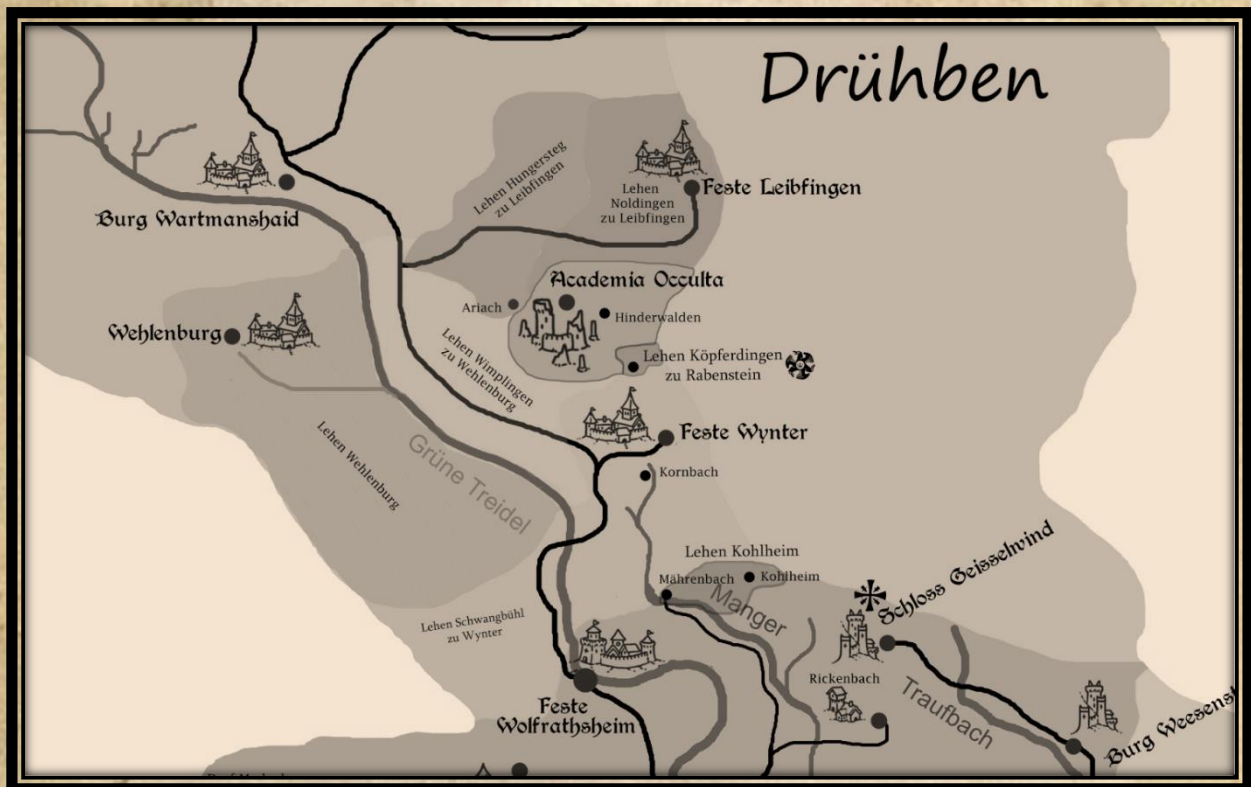 Drühben
Lehen Hungersteg
zu Leibfingen
Lehen
Noldingen
zu Leibfingen
Feste Leibfingen
Burg Wartmanshaid
Academia Occulta
Ariach
Hinderwalden
Wehlenburg
Lehen Wimplingen
zu Wehlenburg
Lehen Köpferdingen
zu Rabenstein
Feste Wynter
Lehen Wehlenburg
Grüne Treidel
Kornbach
Lehen Kohlheim
Mährenbach
Kohlheim
Manger
Schloss Geisselwind
Lehen Schwangbühl
zu Wynter
Rickenbach
Traufbach
Feste
Wolfrathsheim
Burg Weesenst